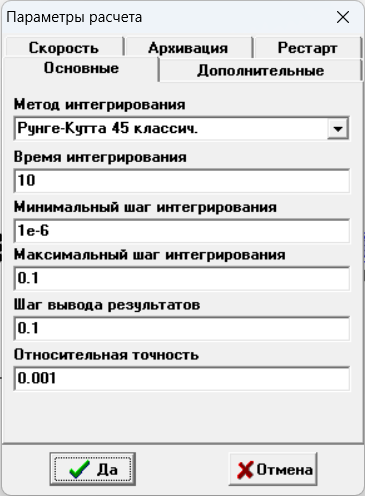 Параметры расчета
Скорость Архивация Рестарт
Основные Дополнительные
Метод интегрирования
Рунге-Кутта 45 классич.
Время интегрирования
10
Минимальный шаг интегрирования
1e-6
Максимальный шаг интегрирования
0.1
Шаг вывода результатов
0.1
Относительная точность
0.001
Да Отмена